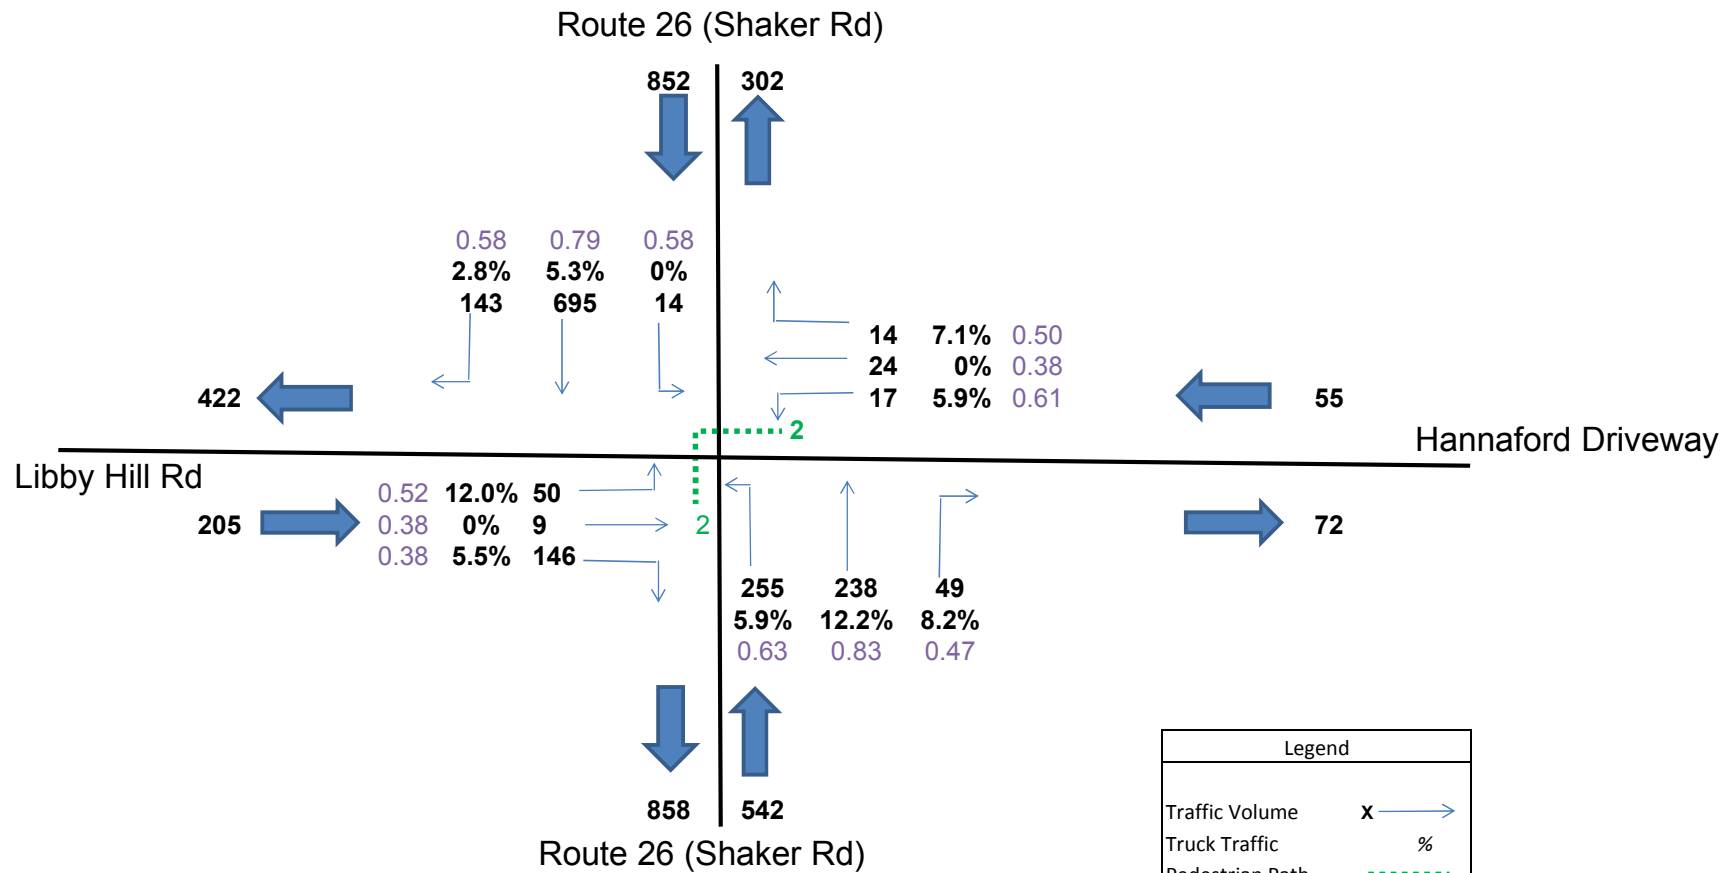 Route 26 (Shaker Rd)
852 302
0.58 0.79 0.58
2.8% 5.3% 0%
143 695 14
14 7.1% 0.50
24 0% 0.38
17 5.9% 0.61
422
55
2
Hannaford Driveway
Libby Hill Rd
0.52 12.0% 50
205 0.38 0% 9 2 72
0.38 5.5% 146
255 238 49
5.9% 12.2% 8.2%
0.63 0.83 0.47
858 542
Route 26 (Shaker Rd)
Legend
Traffic Volume X
Truck Traffic %
Pedestrian Path